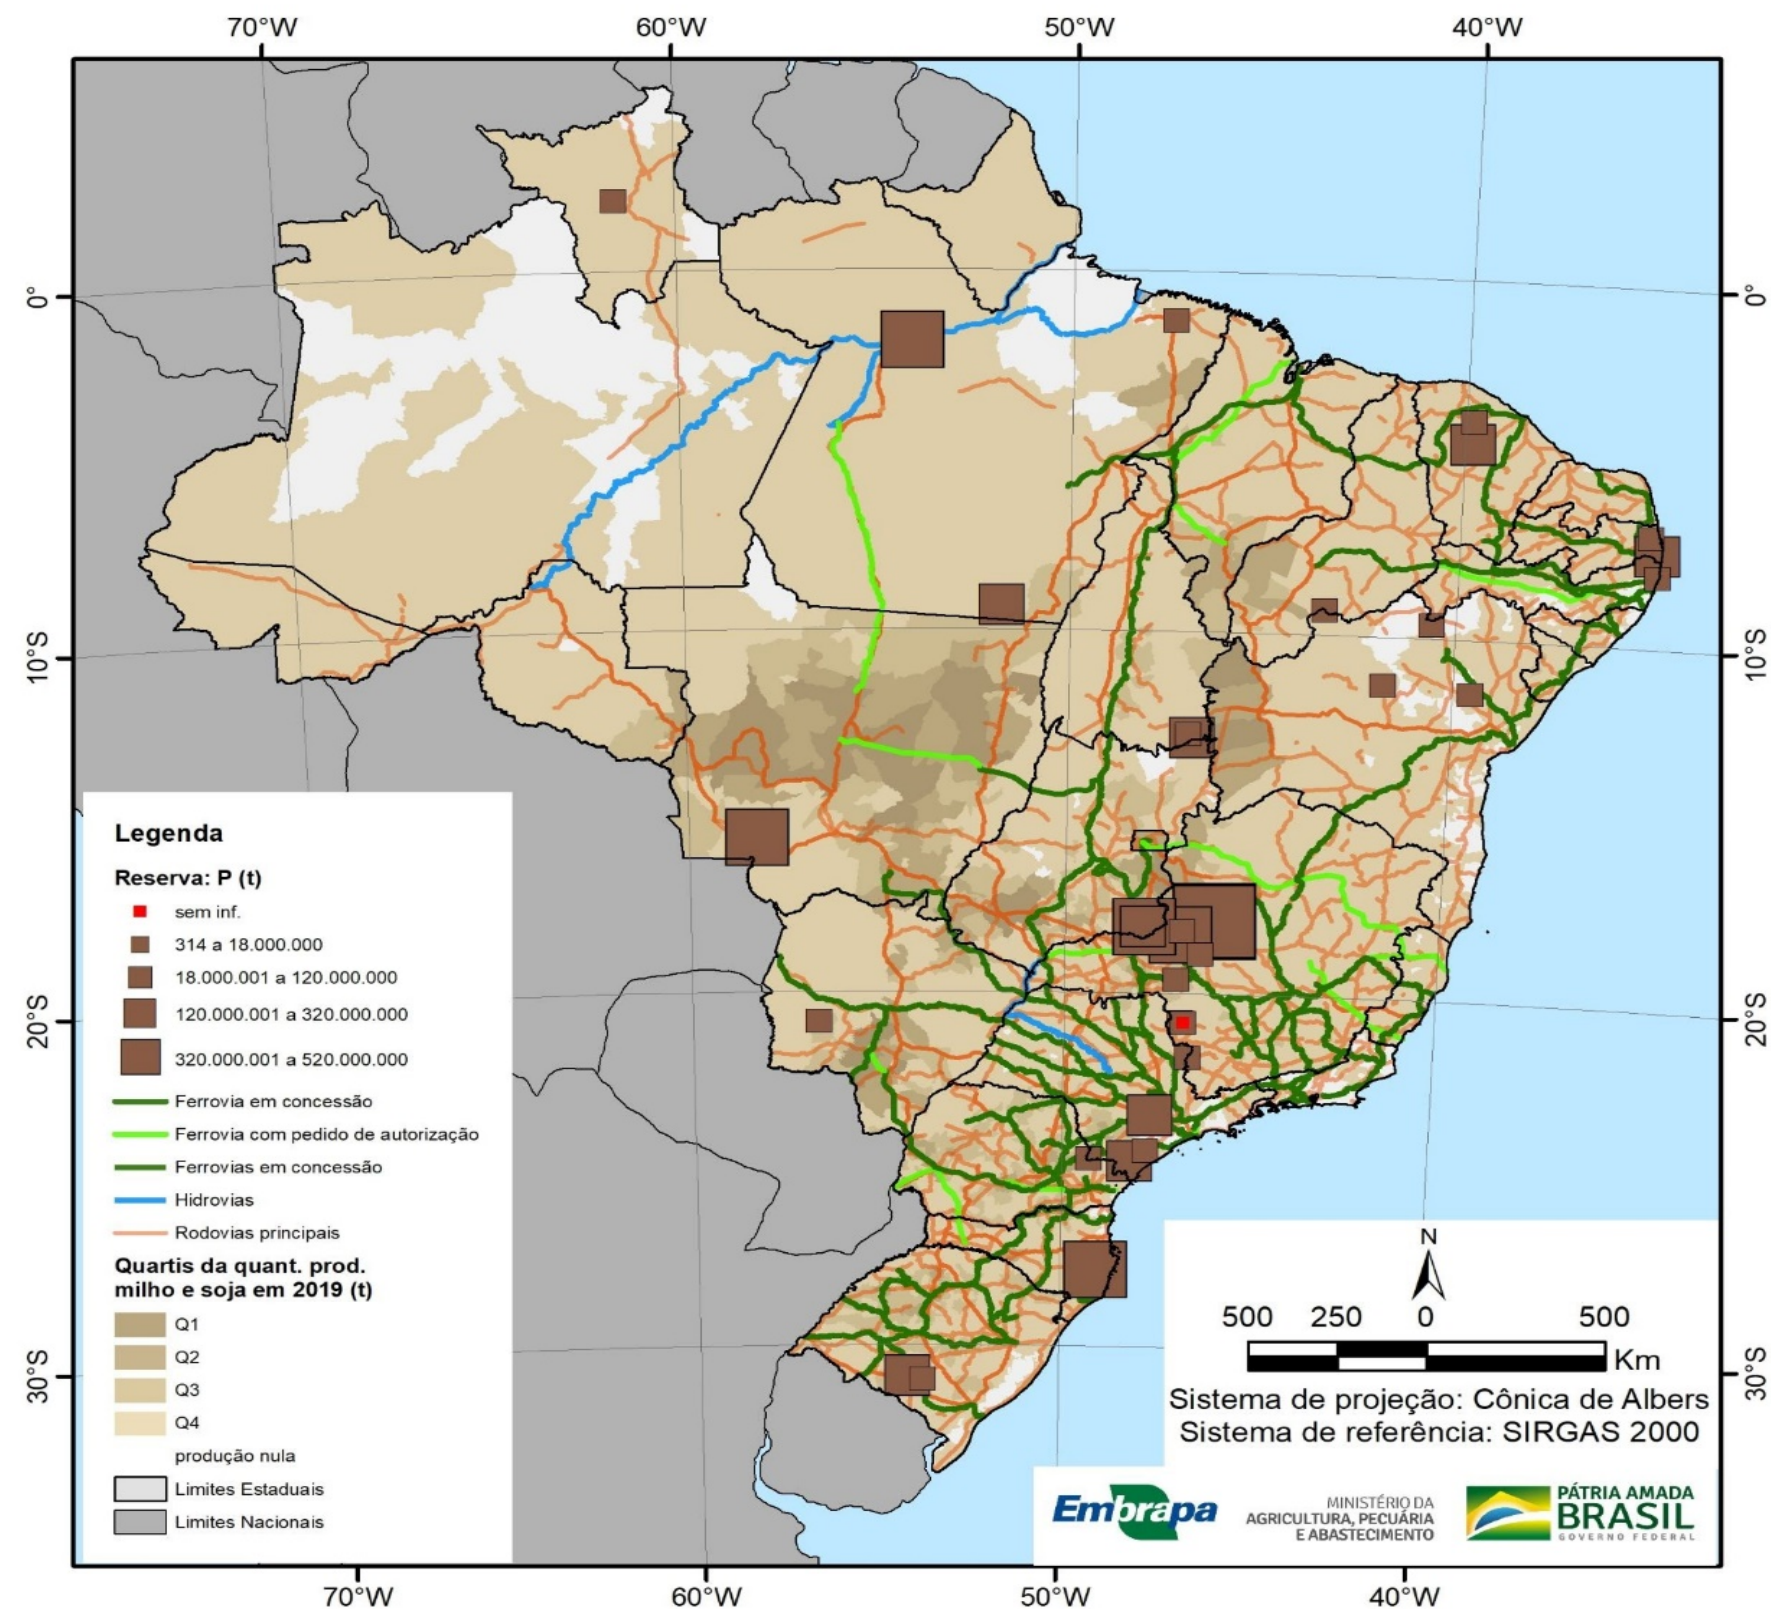 70°W 60°W 50°W 40°W
0° 0°
10°S 10°S
20°S 20°S
30°S 30°S
Legenda
Reserva: P (t)
sem inf.
314 a 18.000.000
18.000.001 a 120.000.000
120.000.001 a 320.000.000
320.000.001 a 520.000.000
Ferrovia em concessão
Ferrovia com pedido de autorização
Ferrovias em concessão
Hidrovias
Rodovias principais
Quartis da quant. prod.
milho e soja em 2019 (t)
Q1
Q2
Q3
Q4
produção nula
Limites Estaduais
Limites Nacionais
N
500 250 0 500
Km
Sistema de projeção: Cônica de Albers
Sistema de referência: SIRGAS 2000
Embrapa
MINISTÉRIO DA
AGRICULTURA, PECUÁRIA
E ABASTECIMENTO
PÁTRIA AMADA
BRASIL
GOVERNO FEDERAL
70°W 60°W 50°W 40°W